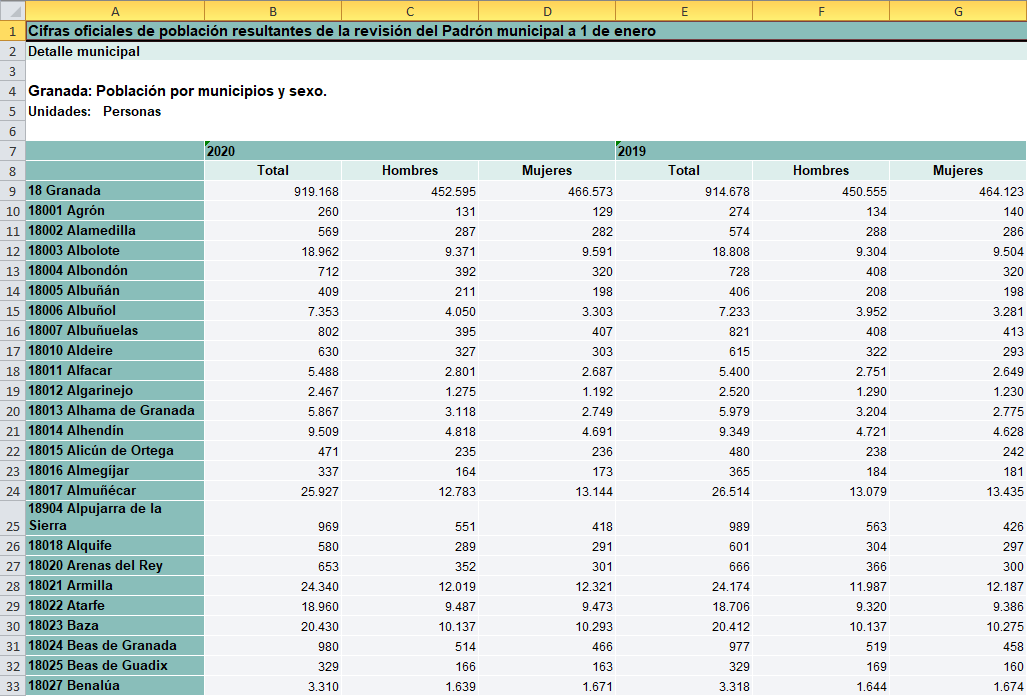 A B C D E F G
1 Cifras oficiales de población resultantes de la revisión del Padrón municipal a 1 de enero
2 Detalle municipal
3
4 Granada: Población por municipios y sexo.
5 Unidades: Personas
6
7 2020 2019
8 Total Hombres Mujeres Total Hombres Mujeres
9 18 Granada 919.168 452.595 466.573 914.678 450.555 464.123
10 18001 Agrón 260 131 129 274 134 140
11 18002 Alamedilla 569 287 282 574 288 286
12 18003 Albolote 18.962 9.371 9.591 18.808 9.304 9.504
13 18004 Albondón 712 392 320 728 408 320
14 18005 Albuñán 409 211 198 406 208 198
15 18006 Albuñol 7.353 4.050 3.303 7.233 3.952 3.281
16 18007 Albuñuelas 802 395 407 821 408 413
17 18010 Aldeire 630 327 303 615 322 293
18 18011 Alfacar 5.488 2.801 2.687 5.400 2.751 2.649
19 18012 Algarinejo 2.467 1.275 1.192 2.520 1.290 1.230
20 18013 Alhama de Granada 5.867 3.118 2.749 5.979 3.204 2.775
21 18014 Alhendín 9.509 4.818 4.691 9.349 4.721 4.628
22 18015 Alicún de Ortega 471 235 236 480 238 242
23 18016 Almegíjar 337 164 173 365 184 181
24 18017 Almuñécar 25.927 12.783 13.144 26.514 13.079 13.435
18904 Alpujarra de la
25 Sierra 969 551 418 989 563 426
26 18018 Alquife 580 289 291 601 304 297
27 18020 Arenas del Rey 653 352 301 666 366 300
28 18021 Armilla 24.340 12.019 12.321 24.174 11.987 12.187
29 18022 Atarfe 18.960 9.487 9.473 18.706 9.320 9.386
30 18023 Baza 20.430 10.137 10.293 20.412 10.137 10.275
31 18024 Beas de Granada 980 514 466 977 519 458
32 18025 Beas de Guadix 329 166 163 329 169 160
33 18027 Benalúa 3.310 1.639 1.671 3.318 1.644 1.674